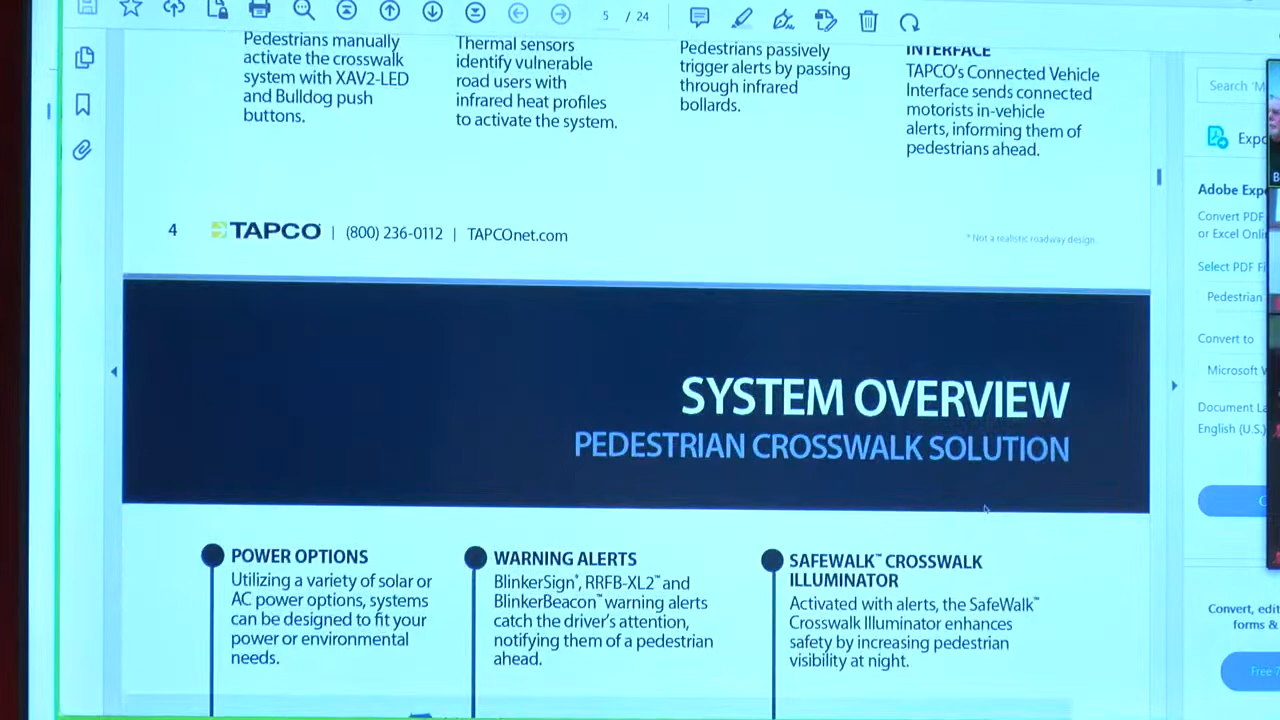 5 / 24
Pedestrians manually
activate the crosswalk
system with XAV2-LED
and Bulldog push
buttons.
Thermal sensors
identify vulnerable
road users with
infrared heat profiles
to activate the system.
Pedestrians passively
trigger alerts by passing
through infrared
bollards.
INTERFACE
TAPCO's Connected Vehicle
Interface sends connected
motorists in-vehicle
alerts, informing them of
pedestrians ahead.
4 TAPCO | (800) 236-0112 | TAPCOnet.com
* Not a realistic roadway design.
SYSTEM OVERVIEW
PEDESTRIAN CROSSWALK SOLUTION
POWER OPTIONS
Utilizing a variety of solar or
AC power options, systems
can be designed to fit your
power or environmental
needs.
WARNING ALERTS
BlinkerSign®, RRFB-XL2™ and
BlinkerBeacon™ warning alerts
catch the driver's attention,
notifying them of a pedestrian
ahead.
SAFEWALK™ CROSSWALK
ILLUMINATOR
Activated with alerts, the SafeWalk™
Crosswalk Illuminator enhances
safety by increasing pedestrian
visibility at night.
Search 'M
Expo
Adobe Exp
Convert PDF
or Excel Onli
Select PDF Fi
Pedestrian
Convert to
Microsoft W
Document La
English (U.S.)
Convert, edit
forms &
Free 7